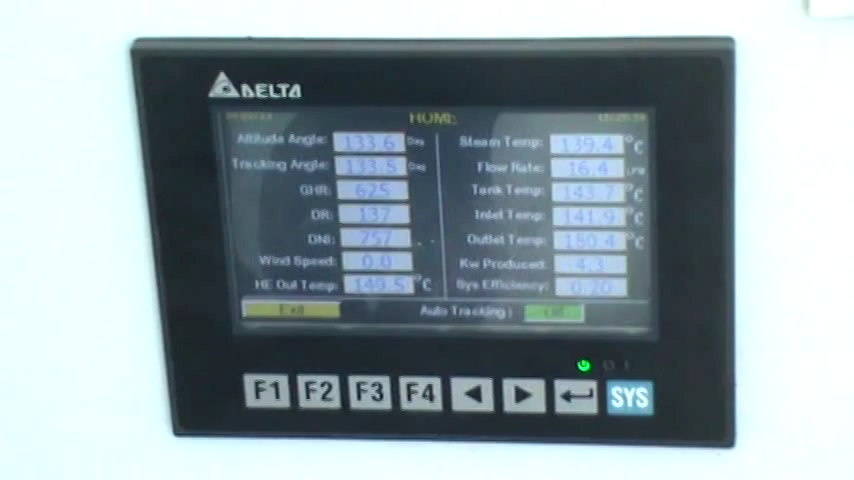 DELTA
HOME
Altitude Angle: 133.6 Deg
Tracking Angle: 133.5 Deg
GHR: 625
DR: 137
DNI: 757
Wind Speed: 0.0
HE Out Temp: 149.5 °C
Steam Temp: 139.4 °C
Flow Rate: 16.4 LPM
Tank Temp: 143.7 °C
Inlet Temp: 141.9 °C
Outlet Temp: 150.4 °C
Kw Produced: 4.3
Sys Efficiency: 0.20
Exit
Auto Tracking:
F1 F2 F3 F4 SYS